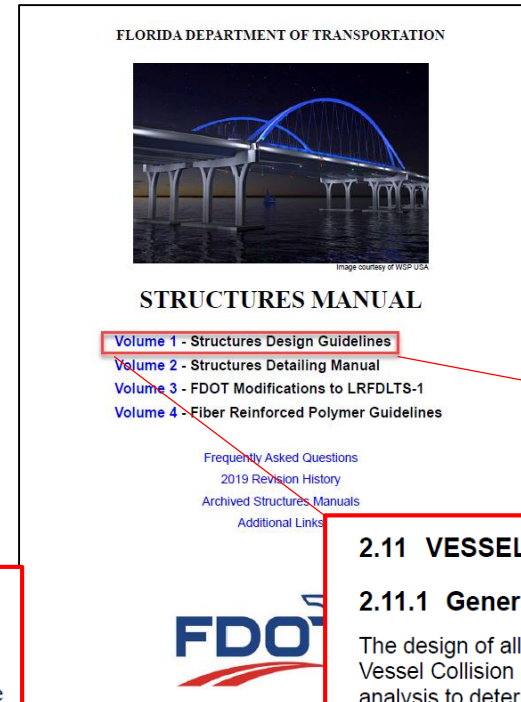 FLORIDA DEPARTMENT OF TRANSPORTATION
Image courtesy of WSP USA
STRUCTURES MANUAL
Volume 1 - Structures Design Guidelines
Volume 2 - Structures Detailing Manual
Volume 3 - FDOT Modifications to LRFDLTS-1
Volume 4 - Fiber Reinforced Polymer Guidelines
Frequently Asked Questions
2019 Revision History
Archived Structures Manuals
Additional Links
FDO
e
2.11 VESSEL
2.11.1 Gener
The design of all
Vessel Collision
analysis to deter